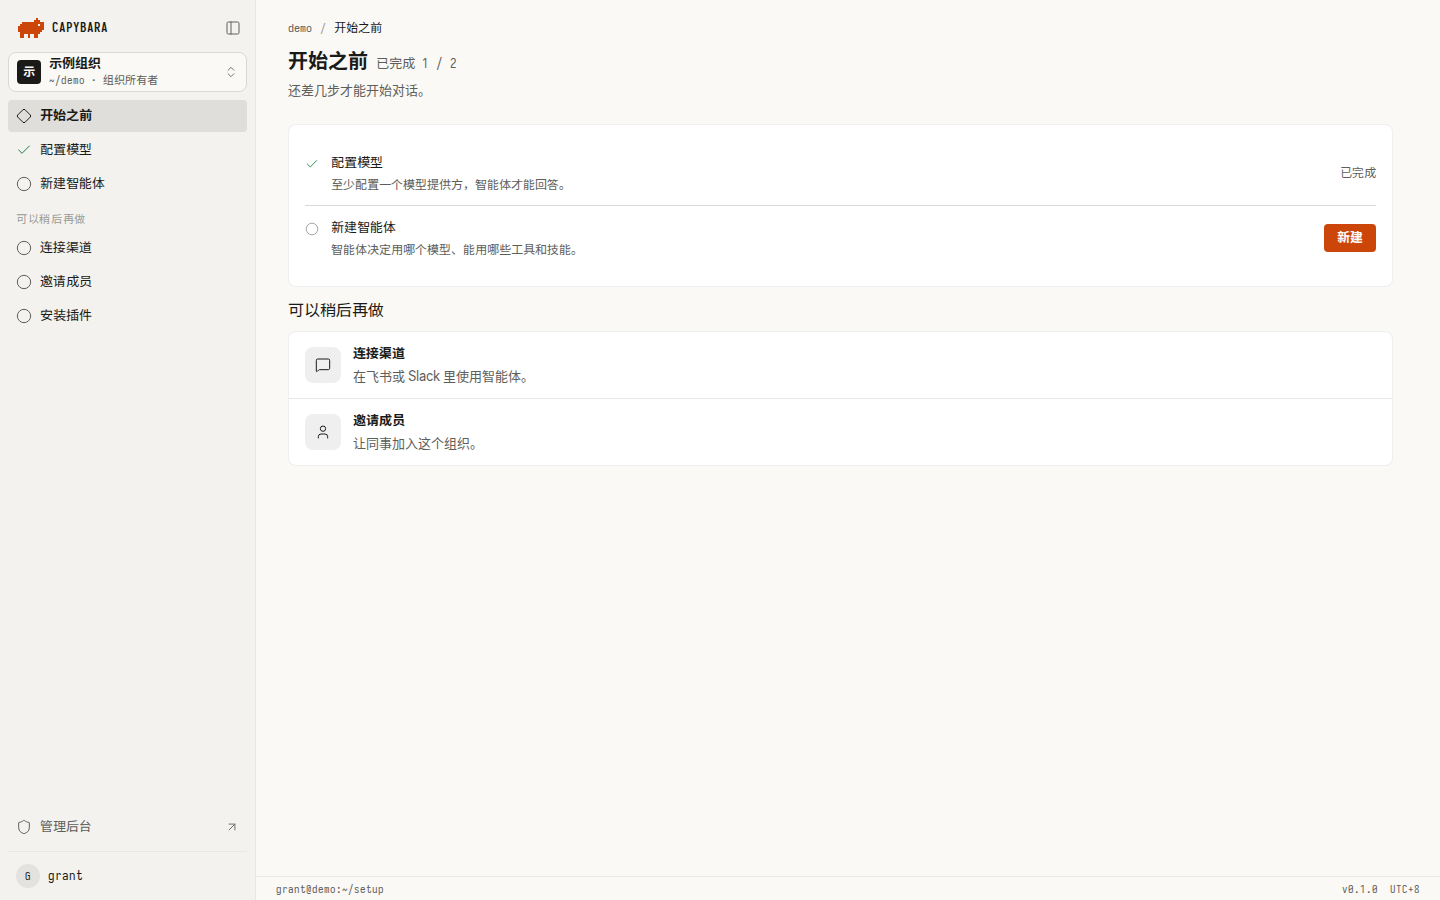 CAPYBARA
示
示例组织
~/demo · 组织所有者
开始之前
配置模型
新建智能体
可以稍后再做
连接渠道
邀请成员
安装插件
管理后台
G
grant
demo / 开始之前
开始之前 已完成 1 / 2
还差几步才能开始对话。
配置模型
至少配置一个模型提供方，智能体才能回答。
已完成
新建智能体
智能体决定用哪个模型、能用哪些工具和技能。
新建
可以稍后再做
连接渠道
在飞书或 Slack 里使用智能体。
邀请成员
让同事加入这个组织。
grant@demo:~/setup
v0.1.0 UTC+8